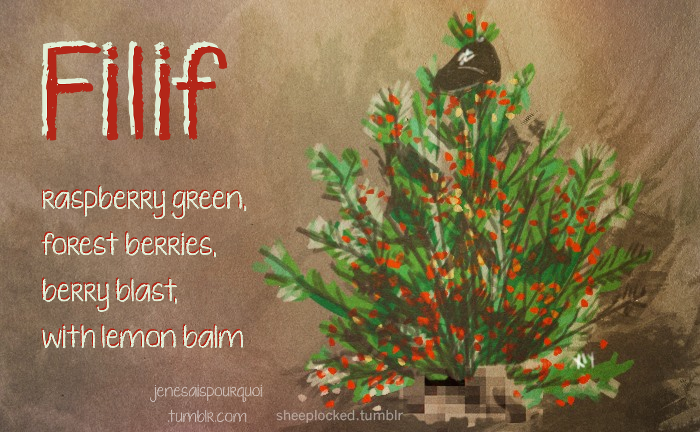 Filif
raspberry green,
forest berries,
berry blast,
with lemon balm
jenesaispourquoi
.tumblr.com
sheeplocked.tumblr